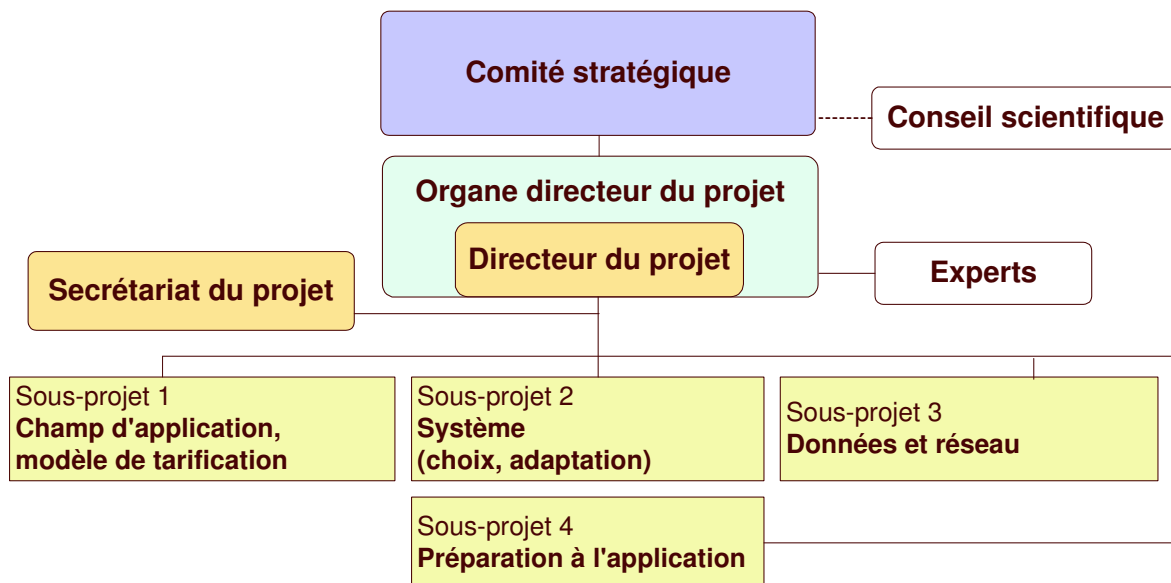 Comité stratégique
Conseil scientifique
Organe directeur du projet
Directeur du projet
Experts
Secrétariat du projet
Sous-projet 1
Champ d'application,
modèle de tarification
Sous-projet 2
Système
(choix, adaptation)
Sous-projet 3
Données et réseau
Sous-projet 4
Préparation à l'application